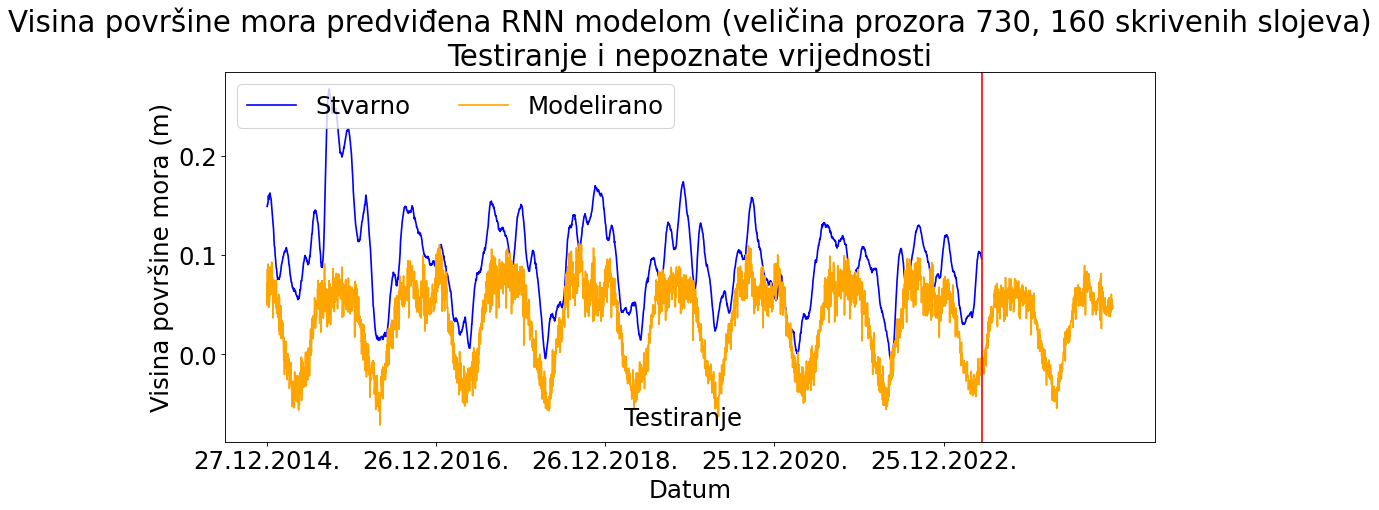 Visina površine mora predviđena RNN modelom (veličina prozora 730, 160 skrivenih slojeva)
Testiranje i nepoznate vrijednosti
Stvarno Modelirano
Visina površine mora (m)
0.2
0.1
0.0
Testiranje
27.12.2014. 26.12.2016. 26.12.2018. 25.12.2020. 25.12.2022.
Datum